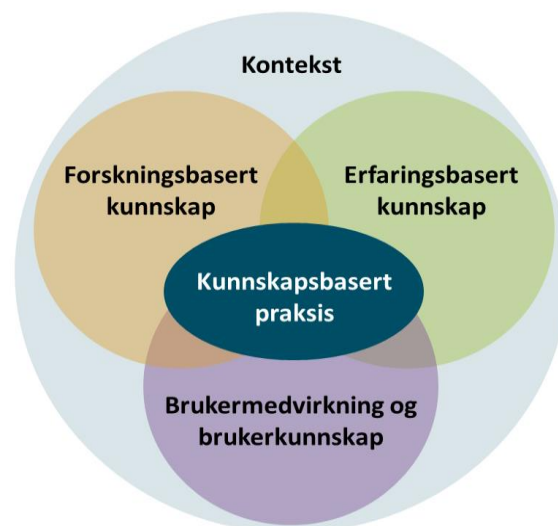 Kontekst
Forskningsbasert
kunnskap
Erfaringsbasert
kunnskap
Kunnskapsbasert
praksis
Brukermedvirkning og
brukerkunnskap